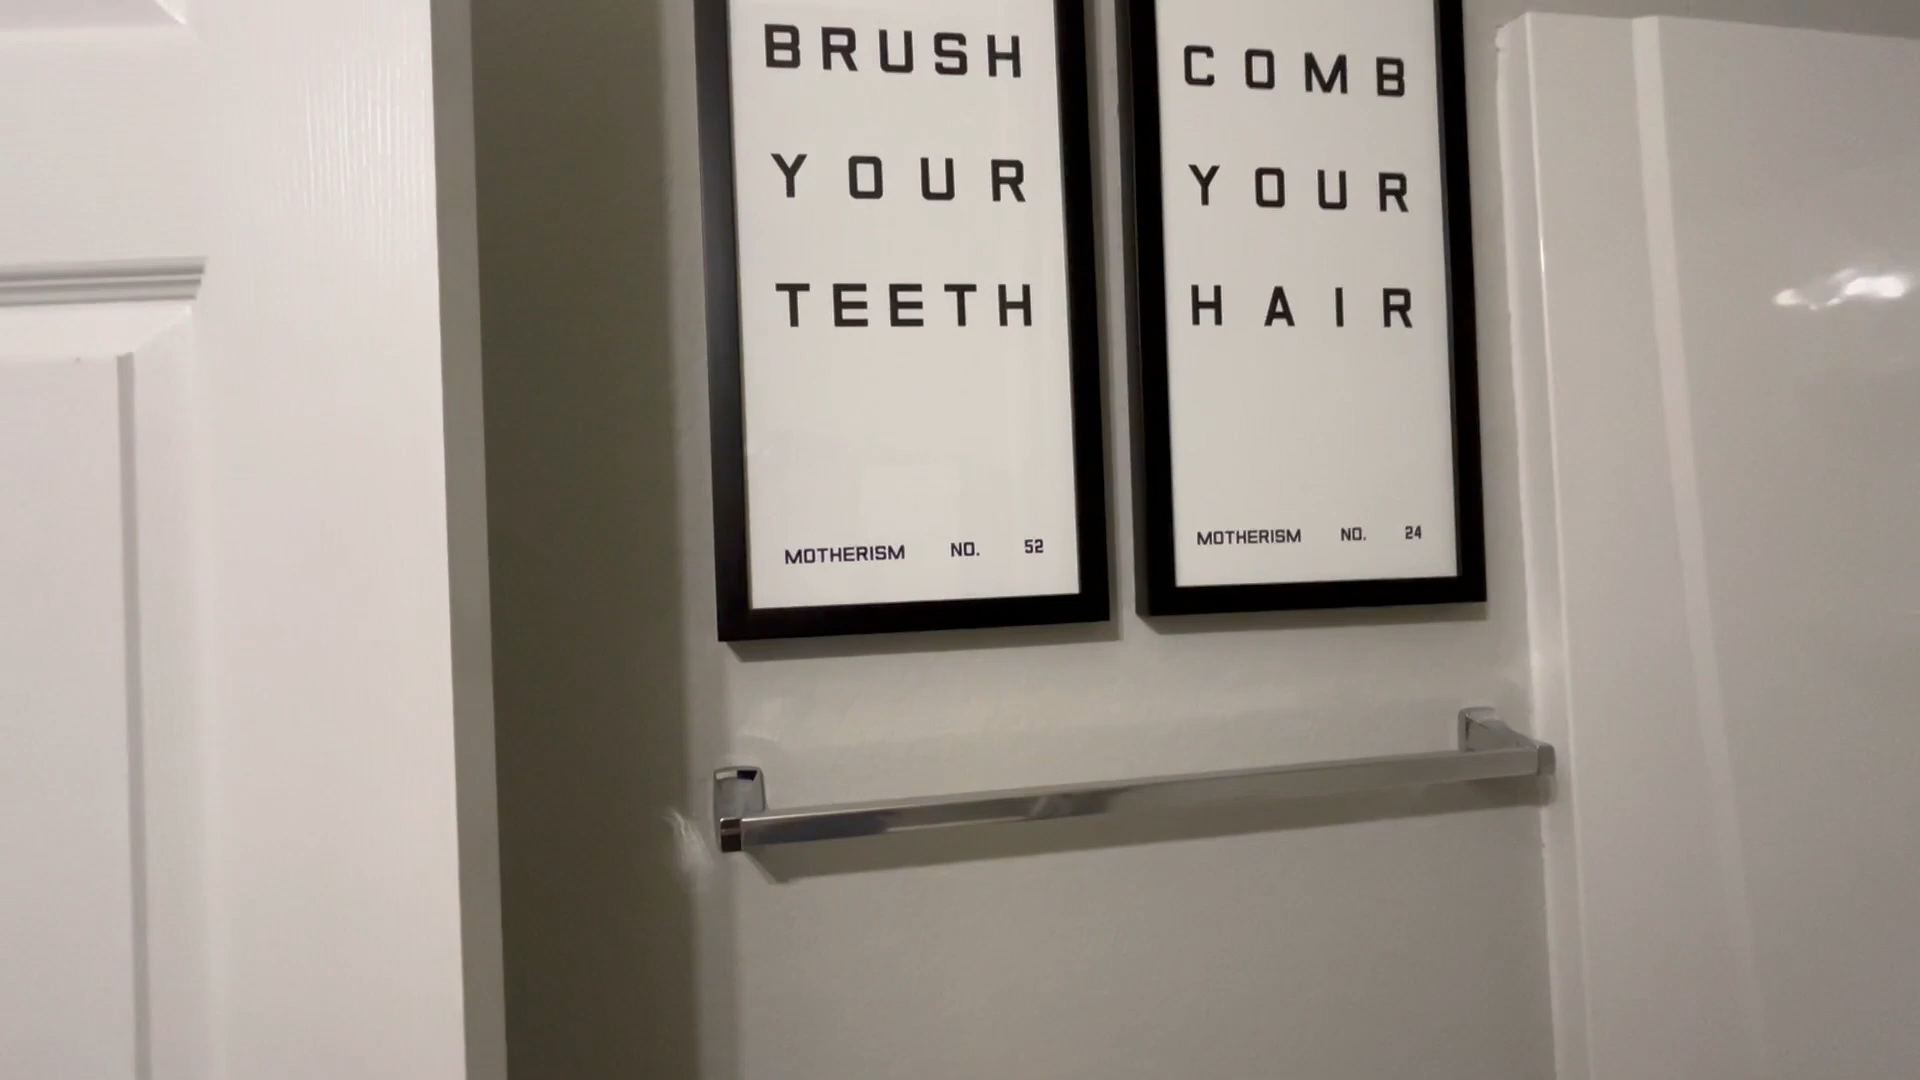 BRUSH
YOUR
TEETH
MOTHERISM NO. 52
COMB
YOUR
HAIR
MOTHERISM NO. 24